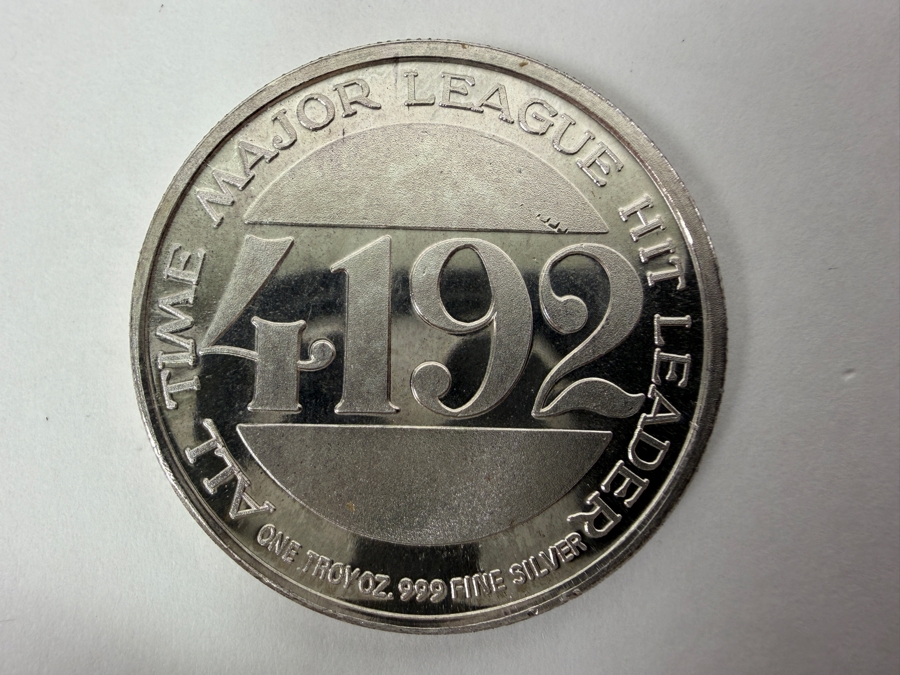 ALL TIME MAJOR LEAGUE HIT LEADER
4192
ONE TROY OZ. 999 FINE SILVER